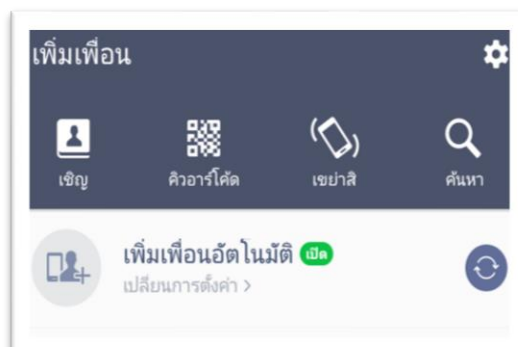 เพิ่มเพื่อน
เชิญ คิวอาร์โค้ด เขย่าสิ ค้นหา
เพิ่มเพื่อนอัตโนมัติ เปิด
เปลี่ยนการตั้งค่า >